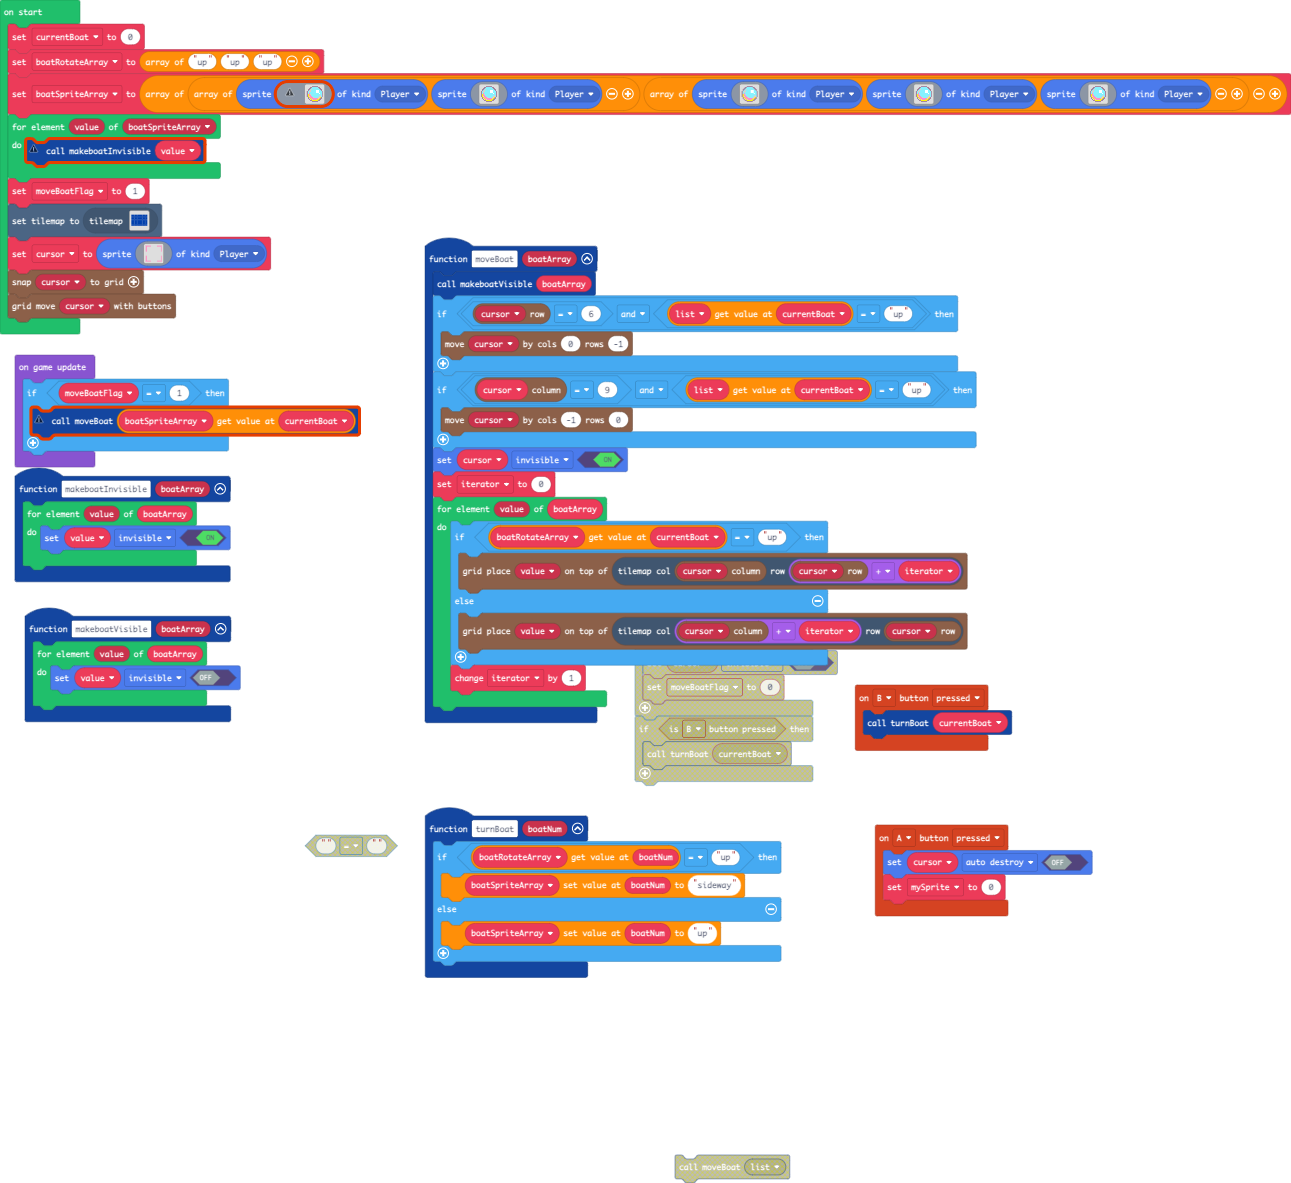 on start
set currentBoat to 0
set boatRotateArray to array of "up" "up" "up"
set boatSpriteArray to array of array of sprite of kind Player sprite of kind Player array of sprite of kind Player sprite of kind Player sprite of kind Player
for element value of boatSpriteArray
do call makeboatInvisible value
set moveBoatFlag to 1
set tilemap to tilemap
set cursor to sprite of kind Player
snap cursor to grid
grid move cursor with buttons
on game update
if moveBoatFlag = 1 then
call moveBoat boatSpriteArray get value at currentBoat
function makeboatInvisible boatArray
for element value of boatArray
do set value invisible ON
function makeboatVisible boatArray
for element value of boatArray
do set value invisible OFF
function moveBoat boatArray
call makeboatVisible boatArray
if cursor row = 6 and list get value at currentBoat = "up" then
move cursor by cols 0 rows -1
if cursor column = 9 and list get value at currentBoat = "up" then
move cursor by cols -1 rows 0
set cursor invisible ON
set iterator to 0
for element value of boatArray
do if boatRotateArray get value at currentBoat = "up" then
grid place value on top of tilemap col cursor column row cursor row + iterator
else
grid place value on top of tilemap col cursor column + iterator row cursor row
change iterator by 1
set moveBoatFlag to 0
if is B button pressed then
call turnBoat currentBoat
on B button pressed
call turnBoat currentBoat
"" = ""
function turnBoat boatNum
if boatRotateArray get value at boatNum = "up" then
boatSpriteArray set value at boatNum to "sideway"
else
boatSpriteArray set value at boatNum to "up"
on A button pressed
set cursor auto destroy OFF
set mySprite to 0
call moveBoat list